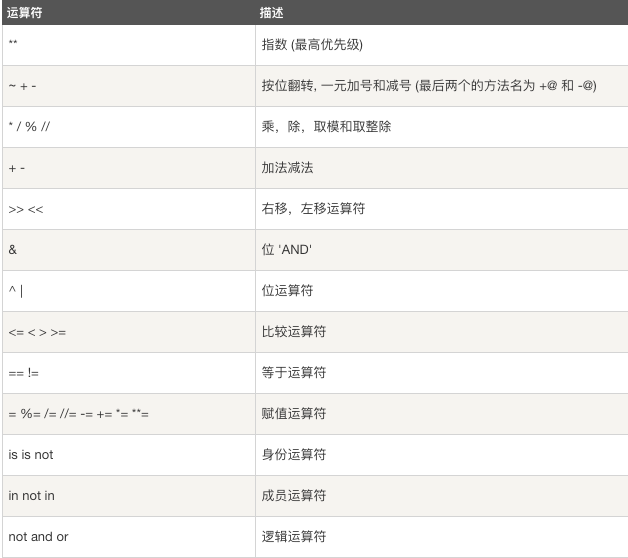 运算符 描述
** 指数 (最高优先级)
~ + - 按位翻转, 一元加号和减号 (最后两个的方法名为 +@ 和 -@)
* / % // 乘，除，取模和取整除
+ - 加法减法
>> << 右移，左移运算符
& 位 'AND'
^ | 位运算符
<= < > >= 比较运算符
== != 等于运算符
= %= /= //= -= += *= **= 赋值运算符
is is not 身份运算符
in not in 成员运算符
not and or 逻辑运算符